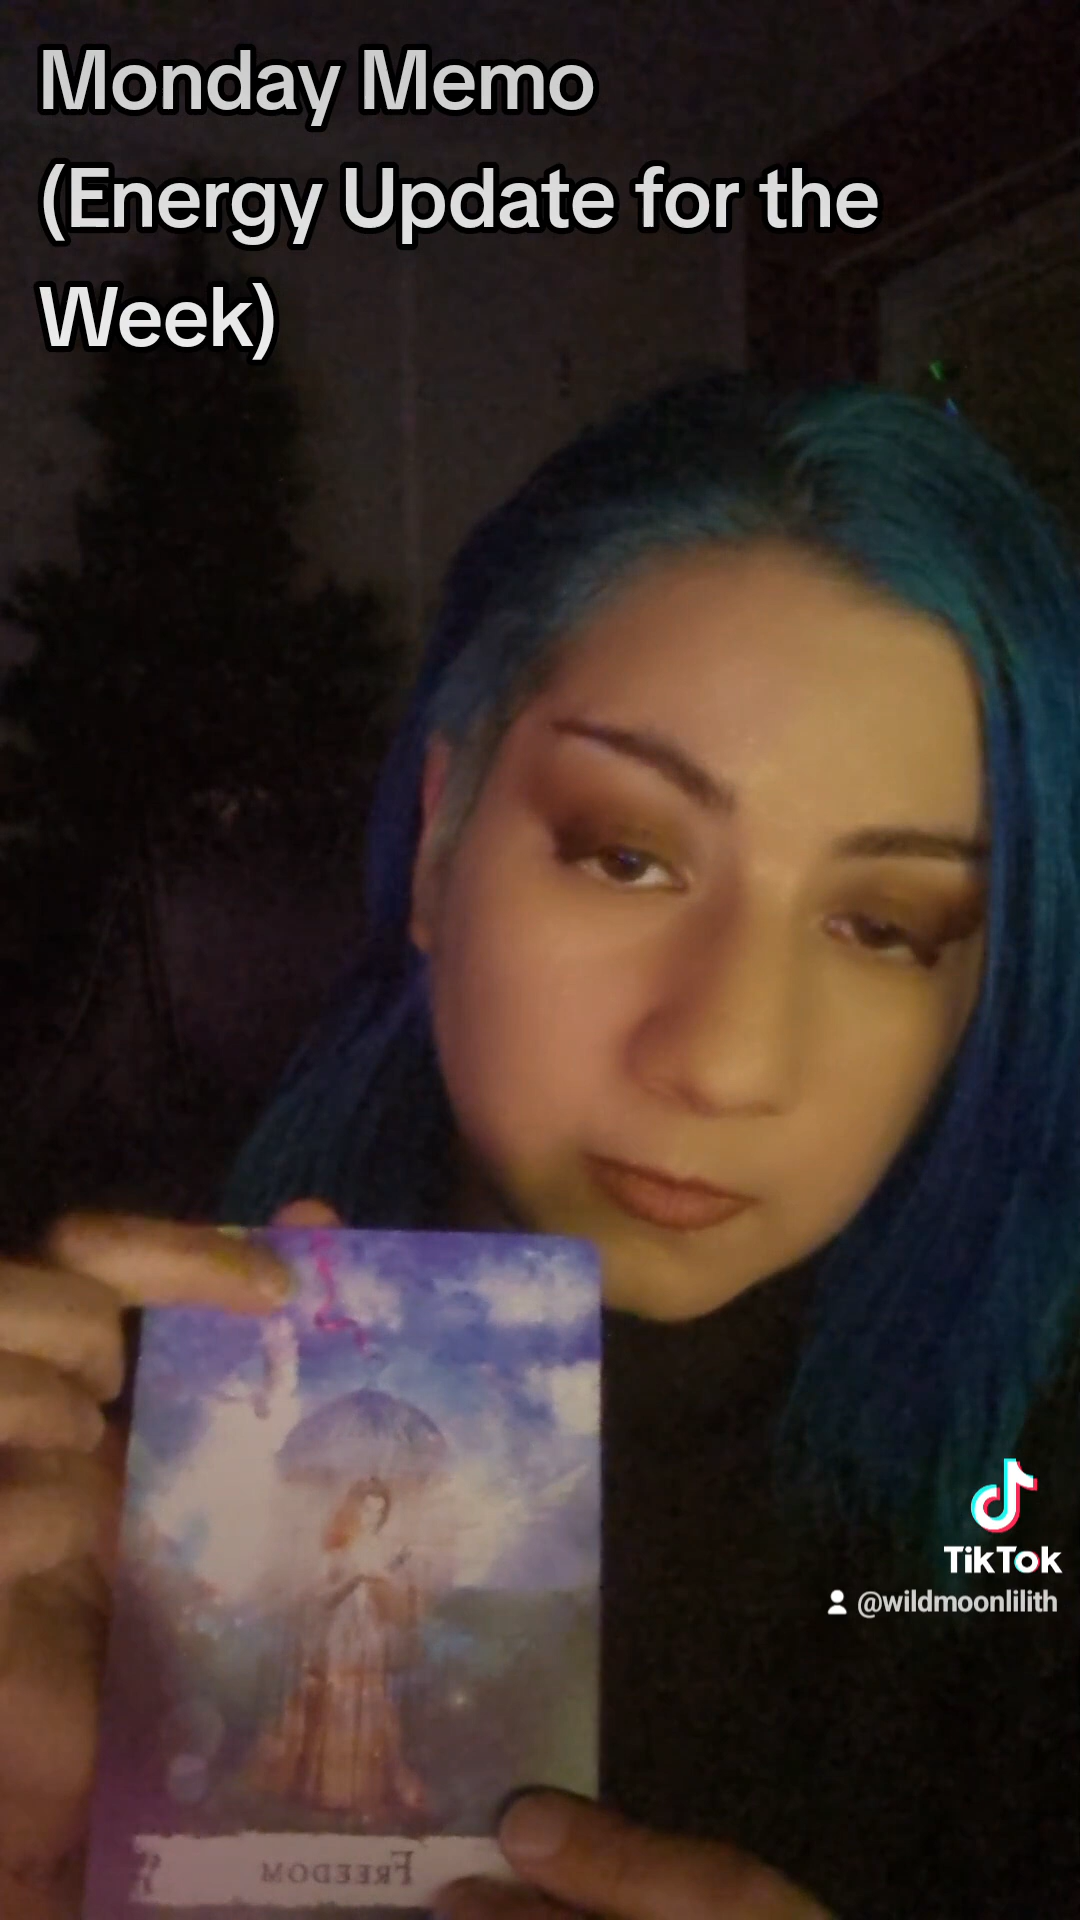 Monday Memo
(Energy Update for the
Week)
TikTok
@wildmoonlilith
FREEDOM